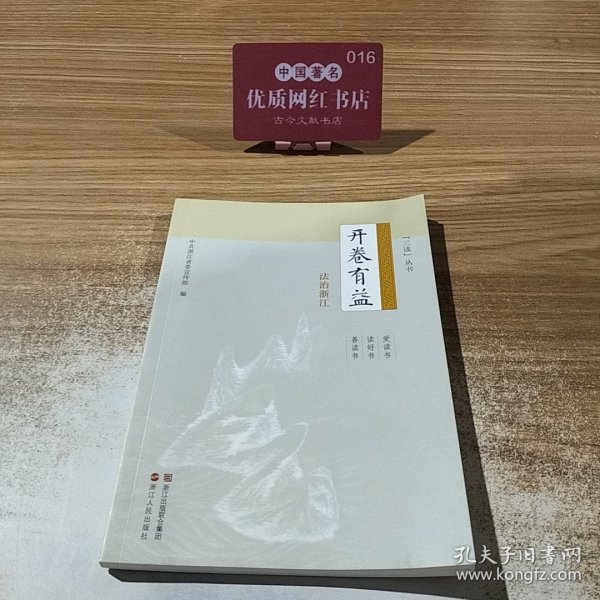 016
中国著名
优质网红书店
古今文献书店
【三读】丛书
开卷有益
法治浙江
爱读书
读好书
善读书
中共浙江省委宣传部 编
浙江出版联合集团
浙江人民出版社
孔夫子旧书网
www.kongfz.com